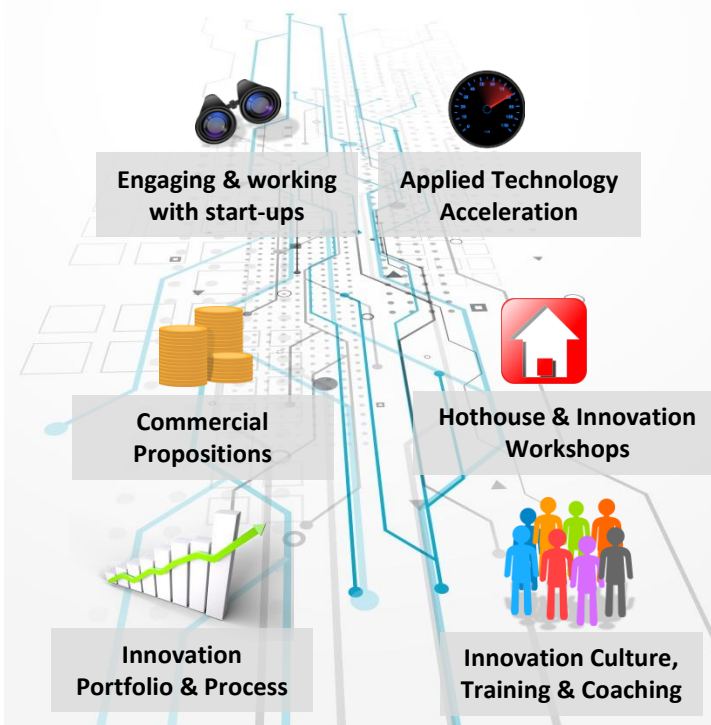 Engaging & working
with start-ups
Applied Technology
Acceleration
Commercial
Propositions
Hothouse & Innovation
Workshops
Innovation
Portfolio & Process
Innovation Culture,
Training & Coaching